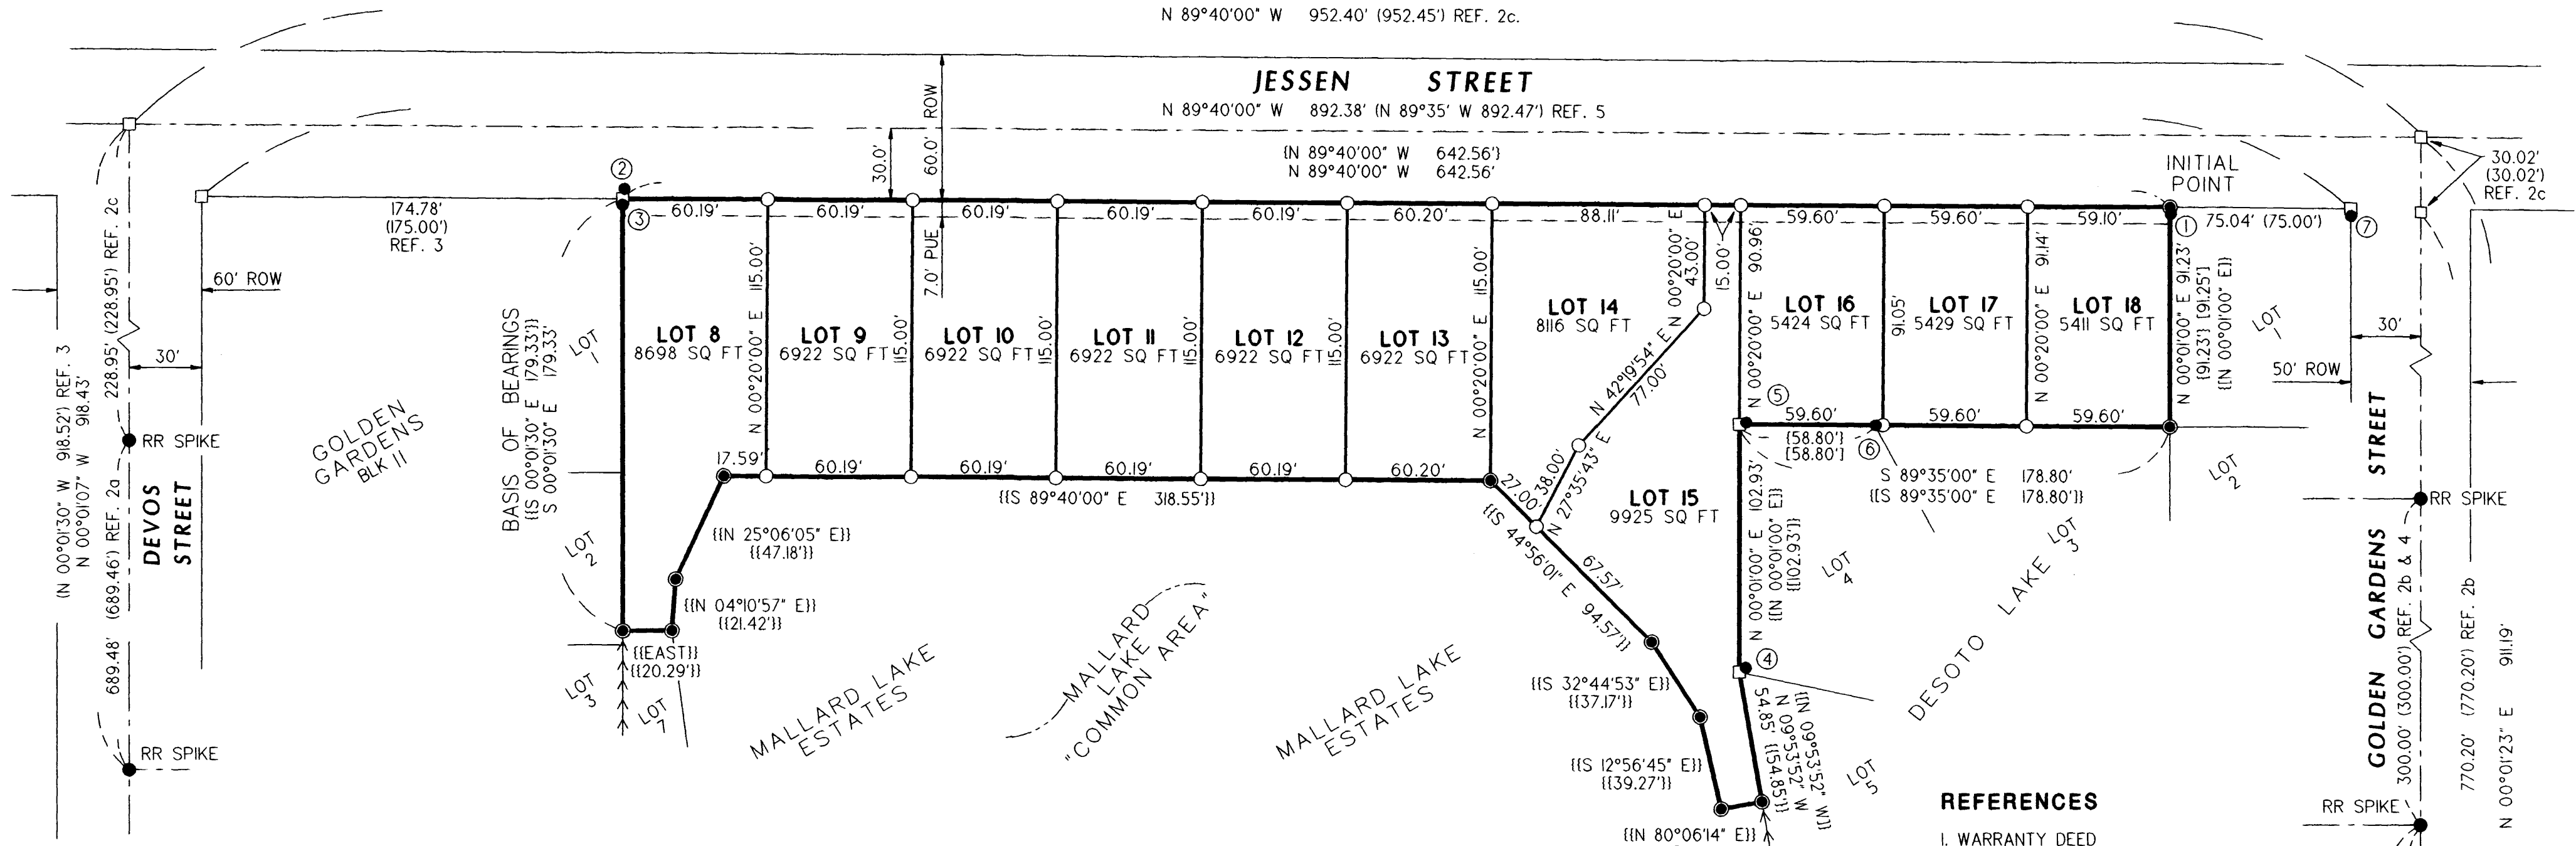 N 89°40'00" W 952.40' (952.45') REF. 2c.
JESSEN STREET
N 89°40'00" W 892.38' (N 89°35' W 892.47') REF. 5
{N 89°40'00" W 642.56'}
N 89°40'00" W 642.56'
30.0'
60.0' ROW
7.0' PUE
INITIAL
POINT
30.02'
(30.02')
REF. 2c
②
③
①
⑦
174.78'
(175.00')
REF. 3
60.19'
60.19'
60.19'
60.19'
60.19'
60.20'
88.11'
15.00'
59.60'
59.60'
59.10'
75.04' (75.00')
60' ROW
30'
30'
50' ROW
(N 00°01'30" W 918.52') REF. 3
N 00°01'07" W 918.43'
228.95' (228.95') REF. 2c
689.48' (689.46') REF. 2a
RR SPIKE
RR SPIKE
DEVOS
STREET
GOLDEN
GARDENS
BLK 11
BASIS OF BEARINGS
{{S 00°01'30" E 179.33'}}
S 00°01'30" E 179.33'
LOT
1
LOT
2
LOT
3
LOT
7
LOT 8
8698 SQ FT
N 00°20'00" E 115.00'
LOT 9
6922 SQ FT
115.00'
LOT 10
6922 SQ FT
115.00'
LOT 11
6922 SQ FT
115.00'
LOT 12
6922 SQ FT
115.00'
LOT 13
6922 SQ FT
N 00°20'00" E 115.00'
LOT 14
8116 SQ FT
N 00°20'00" E
43.00'
N 42°19'54" E
77.00'
N 27°35'43" E
38.00'
LOT 15
9925 SQ FT
N 00°20'00" E 90.96'
LOT 16
5424 SQ FT
91.05'
LOT 17
5429 SQ FT
N 00°20'00" E 91.14'
LOT 18
5411 SQ FT
N 00°01'00" E 91.23'
{91.23'} [91.25']
{[N 00°01'00" E]}
LOT
1
LOT
2
⑤
⑥
59.60'
{58.80'}
[58.80']
59.60'
59.60'
S 89°35'00" E 178.80'
{[S 89°35'00" E 178.80']}
17.59'
60.19'
60.19'
60.19'
60.19'
60.20'
{{S 89°40'00" E 318.55'}}
{{N 25°06'05" E}}
{{47.18'}}
{{N 04°10'57" E}}
{{21.42'}}
{{EAST}}
{{20.29'}}
27.00'
67.57'
{{S 44°56'01" E 94.57'}}
N 00°01'00" E 102.93'
{[N 00°01'00" E]}
{[102.93']}
④
{{S 32°44'53" E}}
{{37.17'}}
{{S 12°56'45" E}}
{{39.27'}}
{{N 80°06'14" E}}
{[N 09°53'52" W]}
N 09°53'52" W
54.85' {[54.85']}
MALLARD LAKE
ESTATES
MALLARD
LAKE
"COMMON AREA"
MALLARD LAKE
ESTATES
DESOTO LAKE
LOT
3
LOT
4
LOT
5
GOLDEN GARDENS STREET
300.00' (300.00') REF. 2b & 4
770.20' (770.20') REF. 2b
N 00°01'23" E 911.19'
RR SPIKE
RR SPIKE
REFERENCES
1. WARRANTY DEED